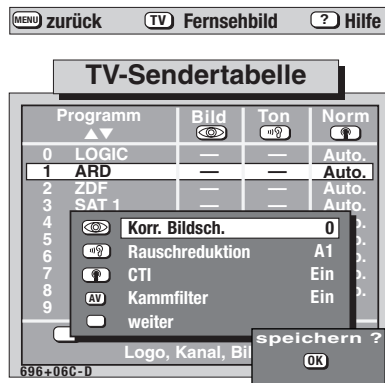 MENU zurück TV Fernsehbild ? Hilfe
TV-Sendertabelle
Programm Bild Ton Norm
0 LOGIC — — Auto.
1 ARD — — Auto.
2 ZDF — — Auto.
3 SAT 1 — — Auto.
4
5
6
7
8
9
Korr. Bildsch. 0
Rauschreduktion A1
CTI Ein
AV Kammfilter Ein
weiter
speichern ?
OK
Logo, Kanal, Bi
696+06C-D